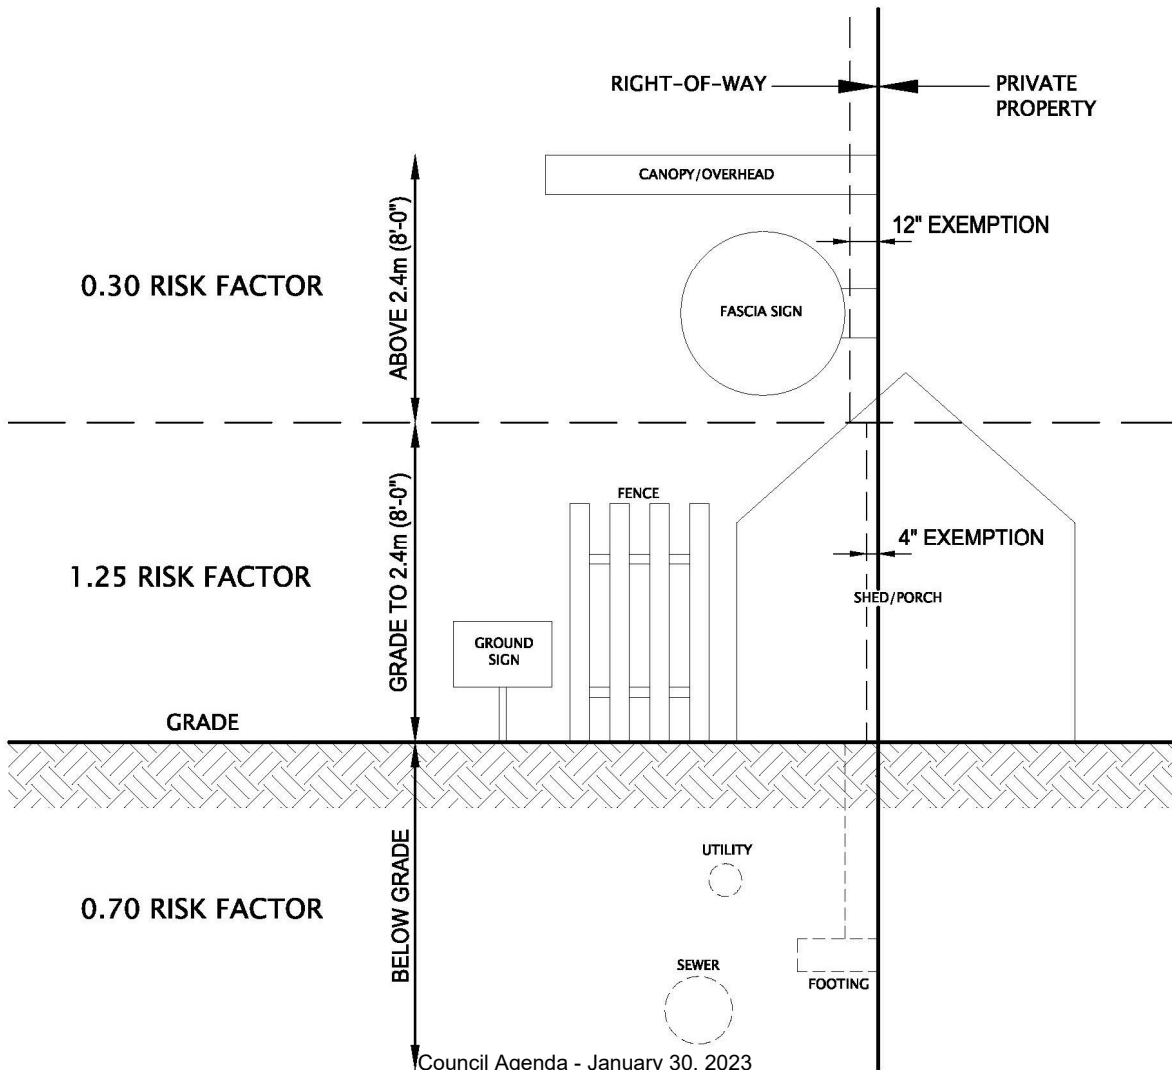 RIGHT-OF-WAY
PRIVATE
PROPERTY
CANOPY/OVERHEAD
12" EXEMPTION
ABOVE 2.4m (8'-0")
0.30 RISK FACTOR
FASCIA SIGN
FENCE
4" EXEMPTION
GRADE TO 2.4m (8'-0")
1.25 RISK FACTOR
SHED/PORCH
GROUND
SIGN
GRADE
UTILITY
BELOW GRADE
0.70 RISK FACTOR
SEWER
FOOTING
Council Agenda - January 30, 2023